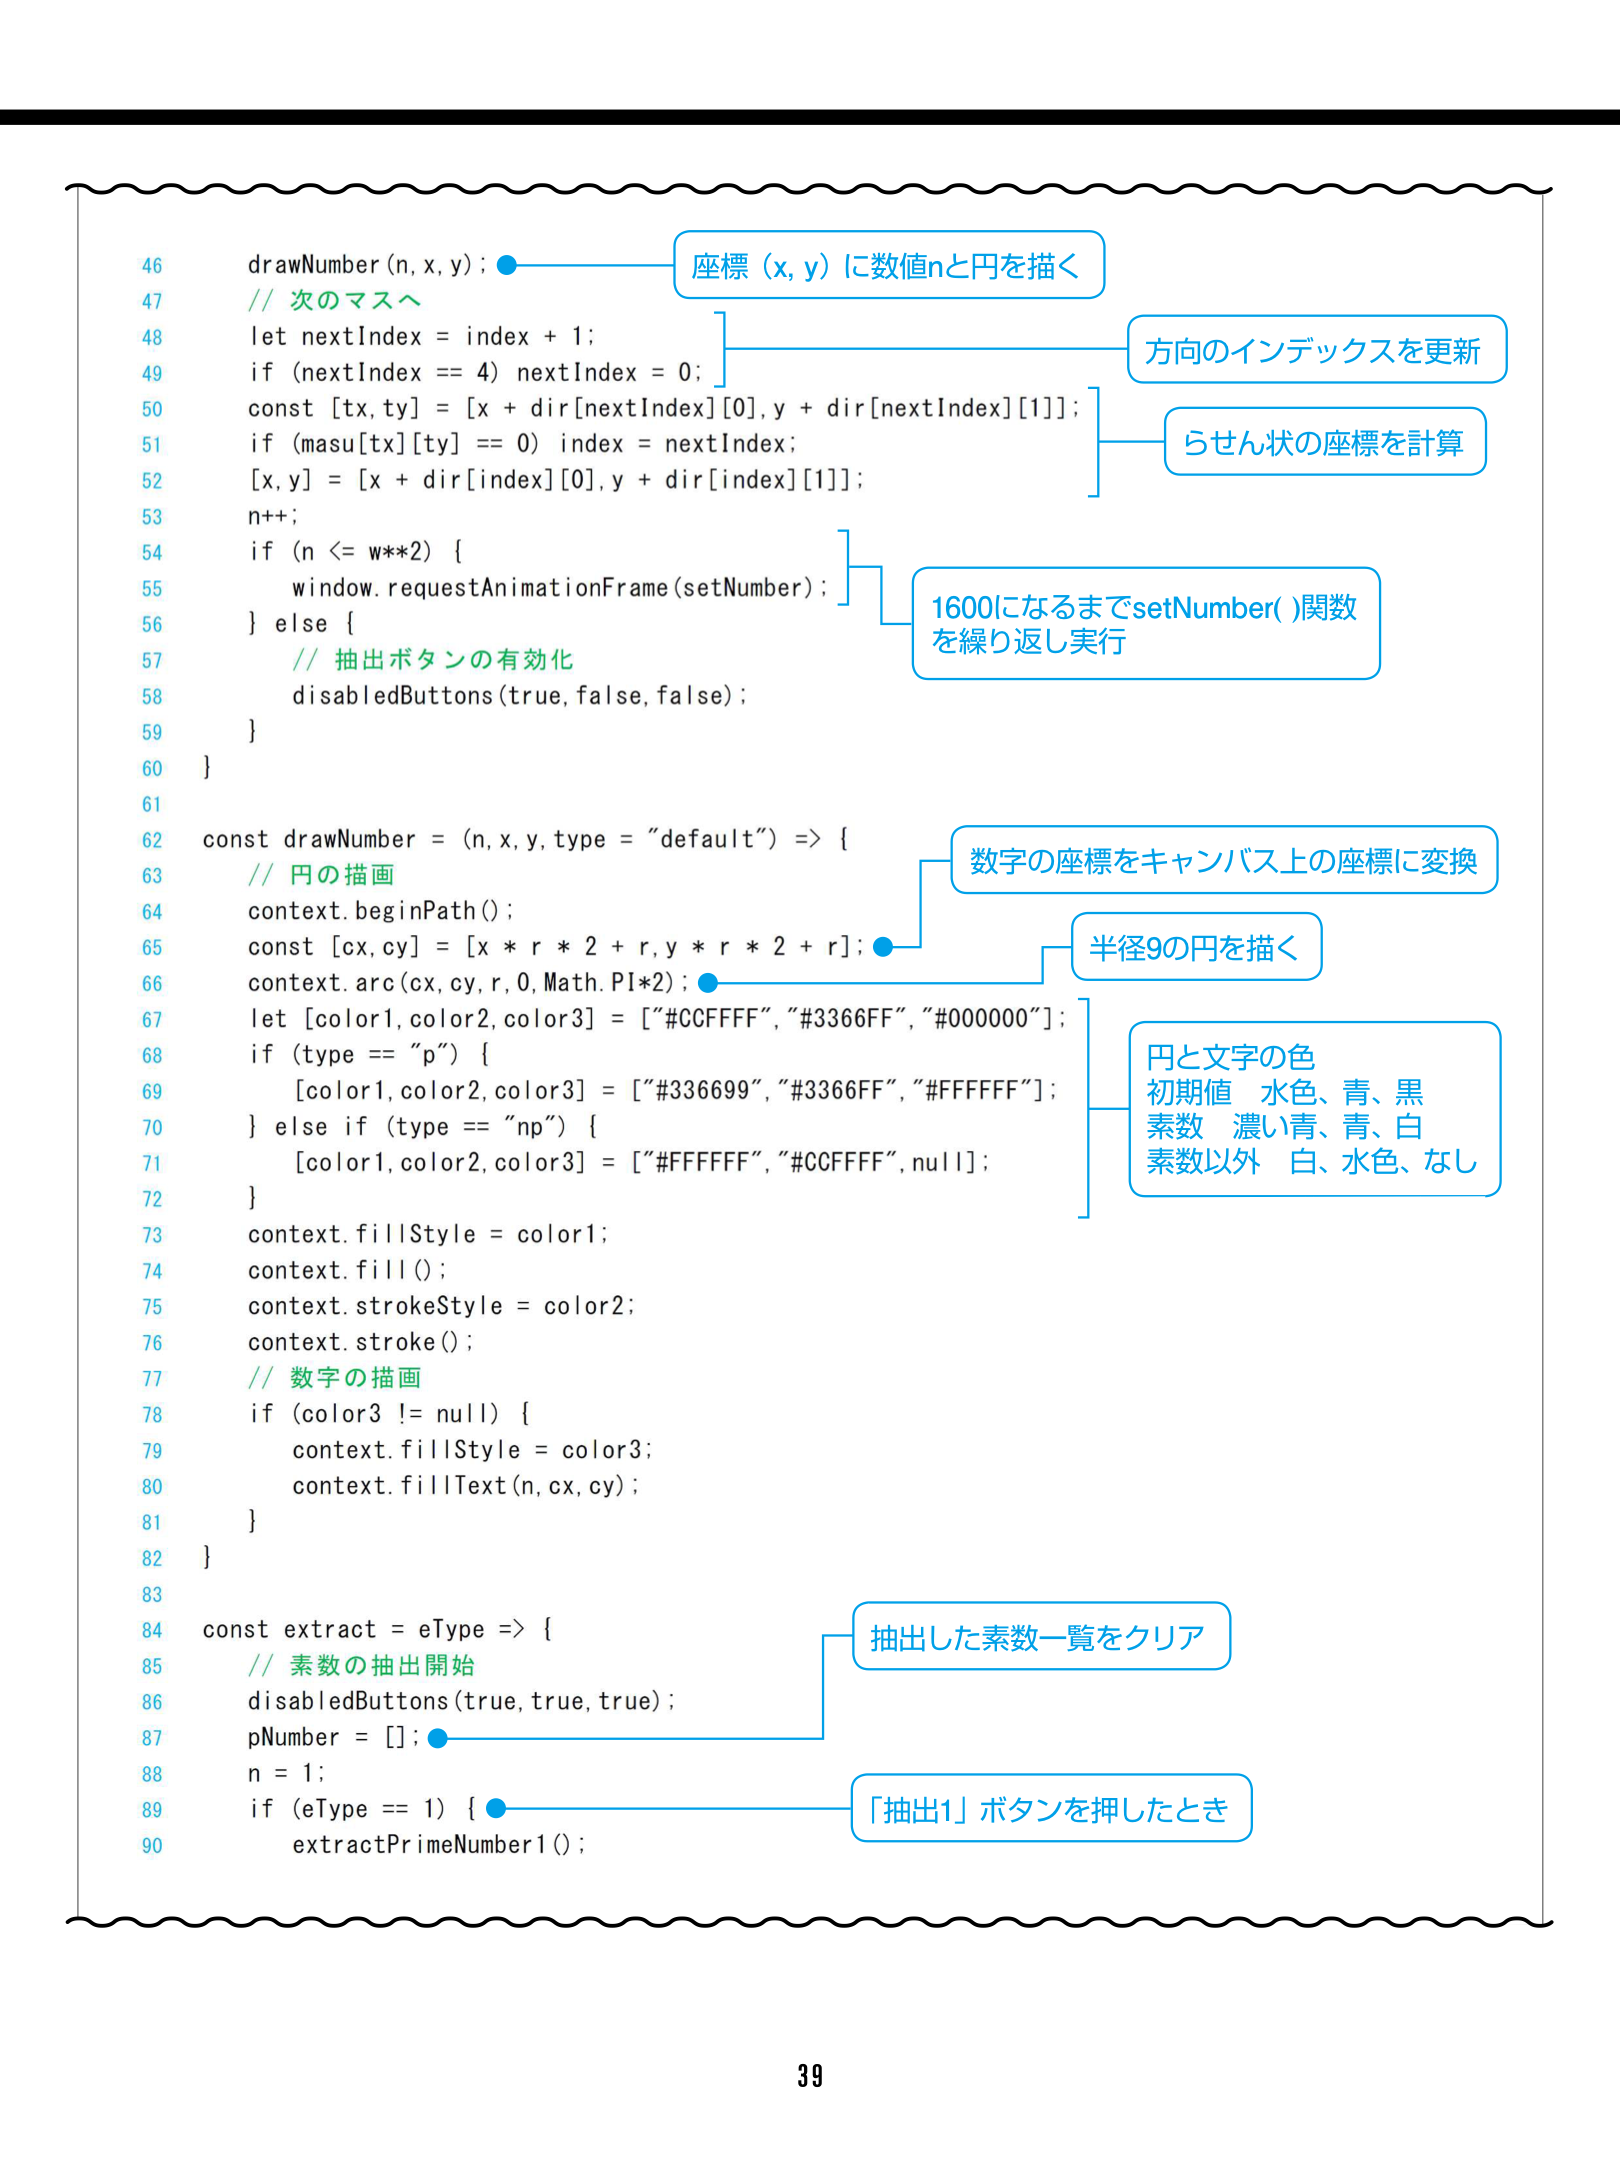 46 drawNumber(n,x,y); 座標（x, y）に数値nと円を描く
47 // 次のマスへ
48 let nextIndex = index + 1;
49 if (nextIndex == 4) nextIndex = 0; 方向のインデックスを更新
50 const [tx,ty] = [x + dir[nextIndex][0],y + dir[nextIndex][1]];
51 if (masu[tx][ty] == 0) index = nextIndex; らせん状の座標を計算
52 [x,y] = [x + dir[index][0],y + dir[index][1]];
53 n++;
54 if (n <= w**2) {
55 window.requestAnimationFrame(setNumber);
1600になるまでsetNumber( )関数
を繰り返し実行
56 } else {
57 // 抽出ボタンの有効化
58 disabledButtons(true,false,false);
59 }
60 }
61
62 const drawNumber = (n,x,y,type = "default") => {
数字の座標をキャンバス上の座標に変換
63 // 円の描画
64 context.beginPath();
65 const [cx,cy] = [x * r * 2 + r,y * r * 2 + r];
半径9の円を描く
66 context.arc(cx,cy,r,0,Math.PI*2);
67 let [color1,color2,color3] = ["#CCFFFF","#3366FF","#000000"];
68 if (type == "p") {
69 [color1,color2,color3] = ["#336699","#3366FF","#FFFFFF"];
70 } else if (type == "np") {
71 [color1,color2,color3] = ["#FFFFFF","#CCFFFF",null];
72 }
円と文字の色
初期値　水色、青、黒
素数　濃い青、青、白
素数以外　白、水色、なし
73 context.fillStyle = color1;
74 context.fill();
75 context.strokeStyle = color2;
76 context.stroke();
77 // 数字の描画
78 if (color3 != null) {
79 context.fillStyle = color3;
80 context.fillText(n,cx,cy);
81 }
82 }
83
84 const extract = eType => { 抽出した素数一覧をクリア
85 // 素数の抽出開始
86 disabledButtons(true,true,true);
87 pNumber = [];
88 n = 1;
89 if (eType == 1) { 「抽出1」ボタンを押したとき
90 extractPrimeNumber1();
39